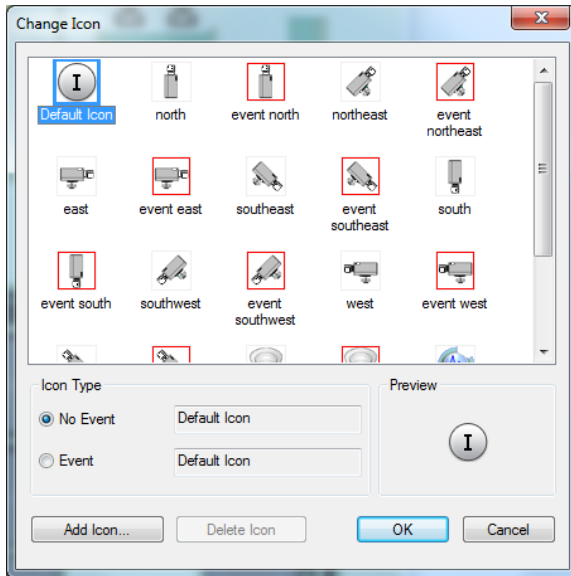 Change Icon
I
Default Icon
north
event north
northeast
event
northeast
east
event east
southeast
event
southeast
south
event south
southwest
event
southwest
west
event west
Icon Type
No Event
Default Icon
Event
Default Icon
Preview
I
Add Icon...
Delete Icon
OK
Cancel